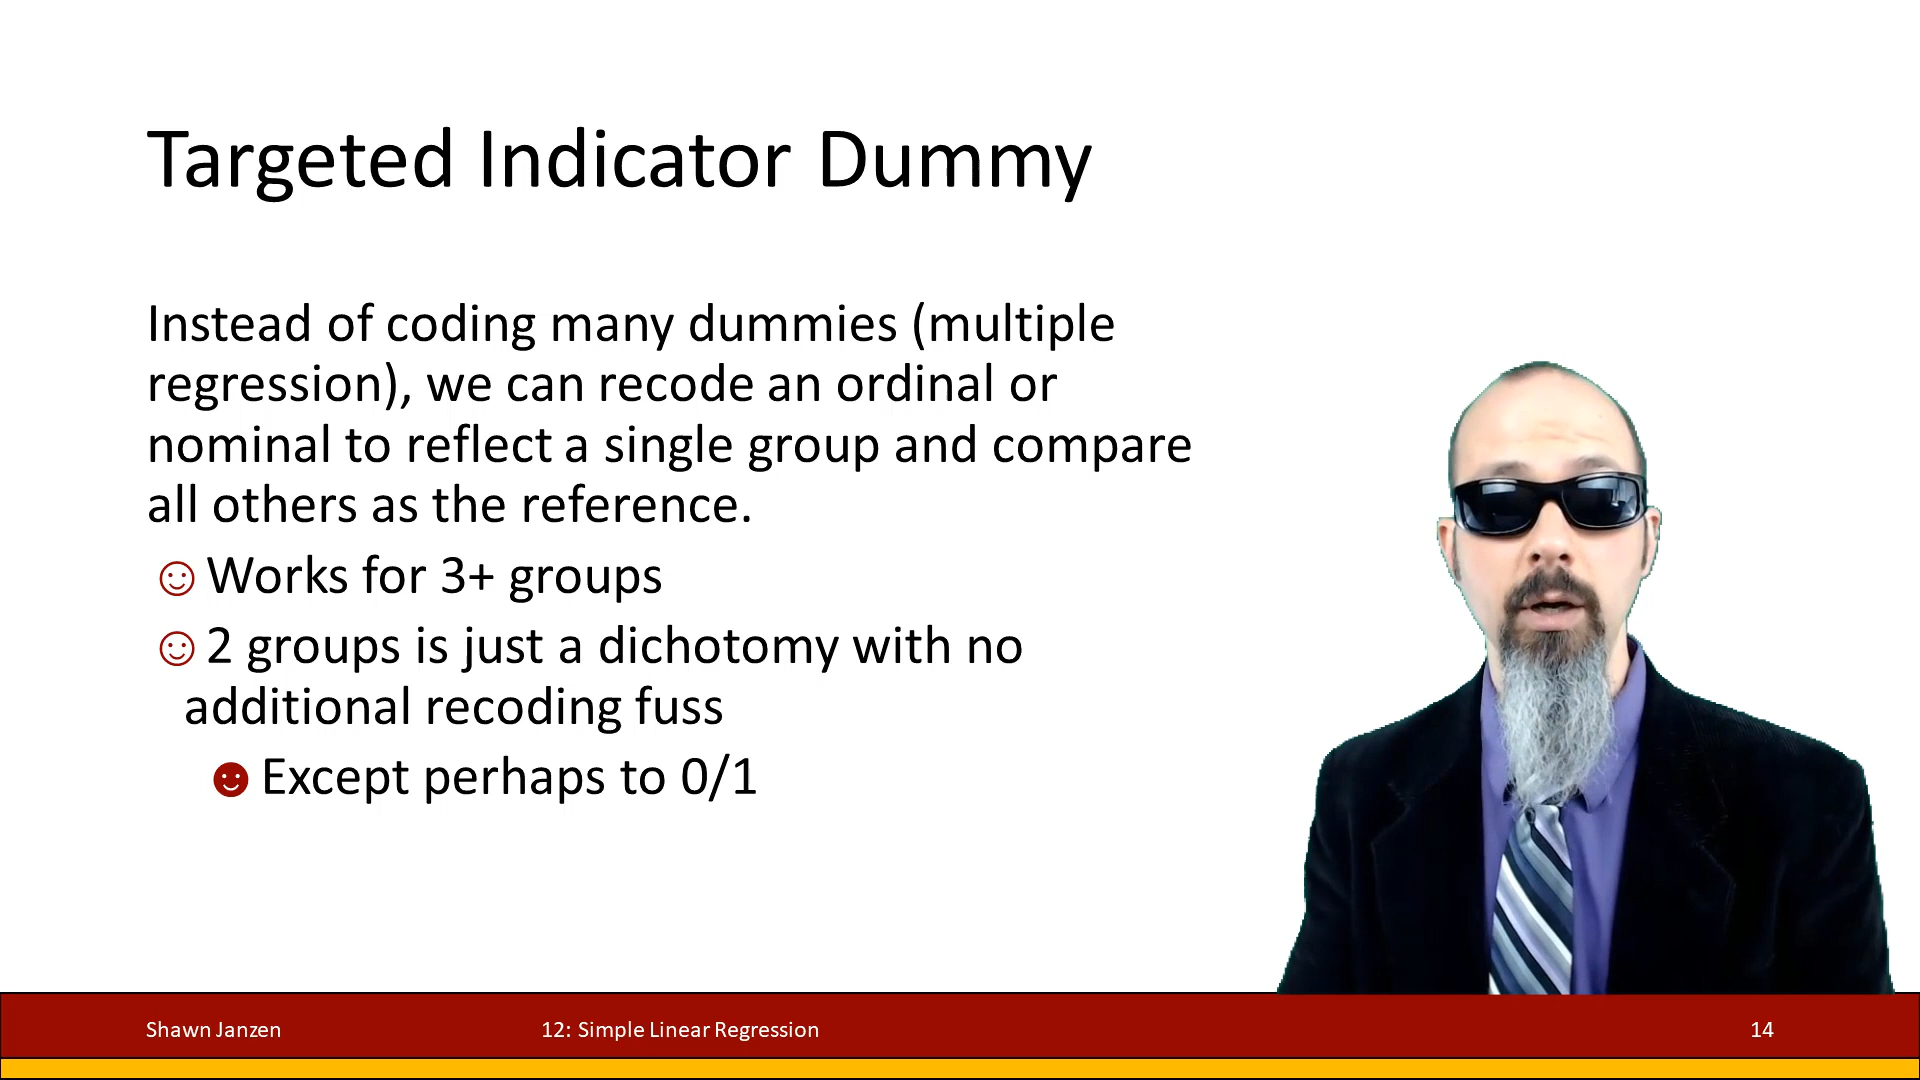 Targeted Indicator Dummy
Instead of coding many dummies (multiple
regression), we can recode an ordinal or
nominal to reflect a single group and compare
all others as the reference.
Works for 3+ groups
2 groups is just a dichotomy with no
additional recoding fuss
Except perhaps to 0/1
Shawn Janzen
12: Simple Linear Regression
14